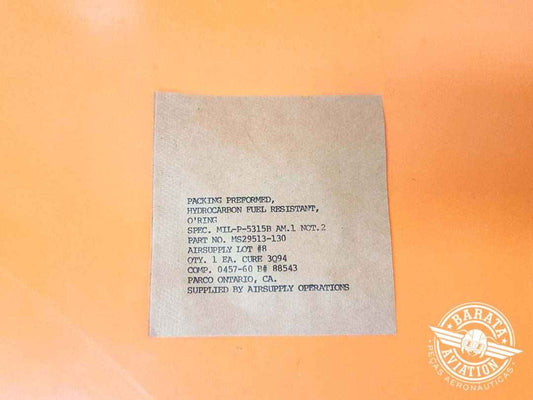 PACKING PREFORMED,
HYDROCARBON FUEL RESISTANT,
O'RING
SPEC. MIL-P-5315B AM.1 NOT.2
PART NO. MS29513-130
AIRSUPPLY LOT #8
QTY. 1 EA. CURE 3Q94
COMP. 0457-60 B# 88543
PARCO ONTARIO, CA.
SUPPLIED BY AIRSUPPLY OPERATIONS
BARATA
AVIATION
PEÇAS AERONÁUTICAS